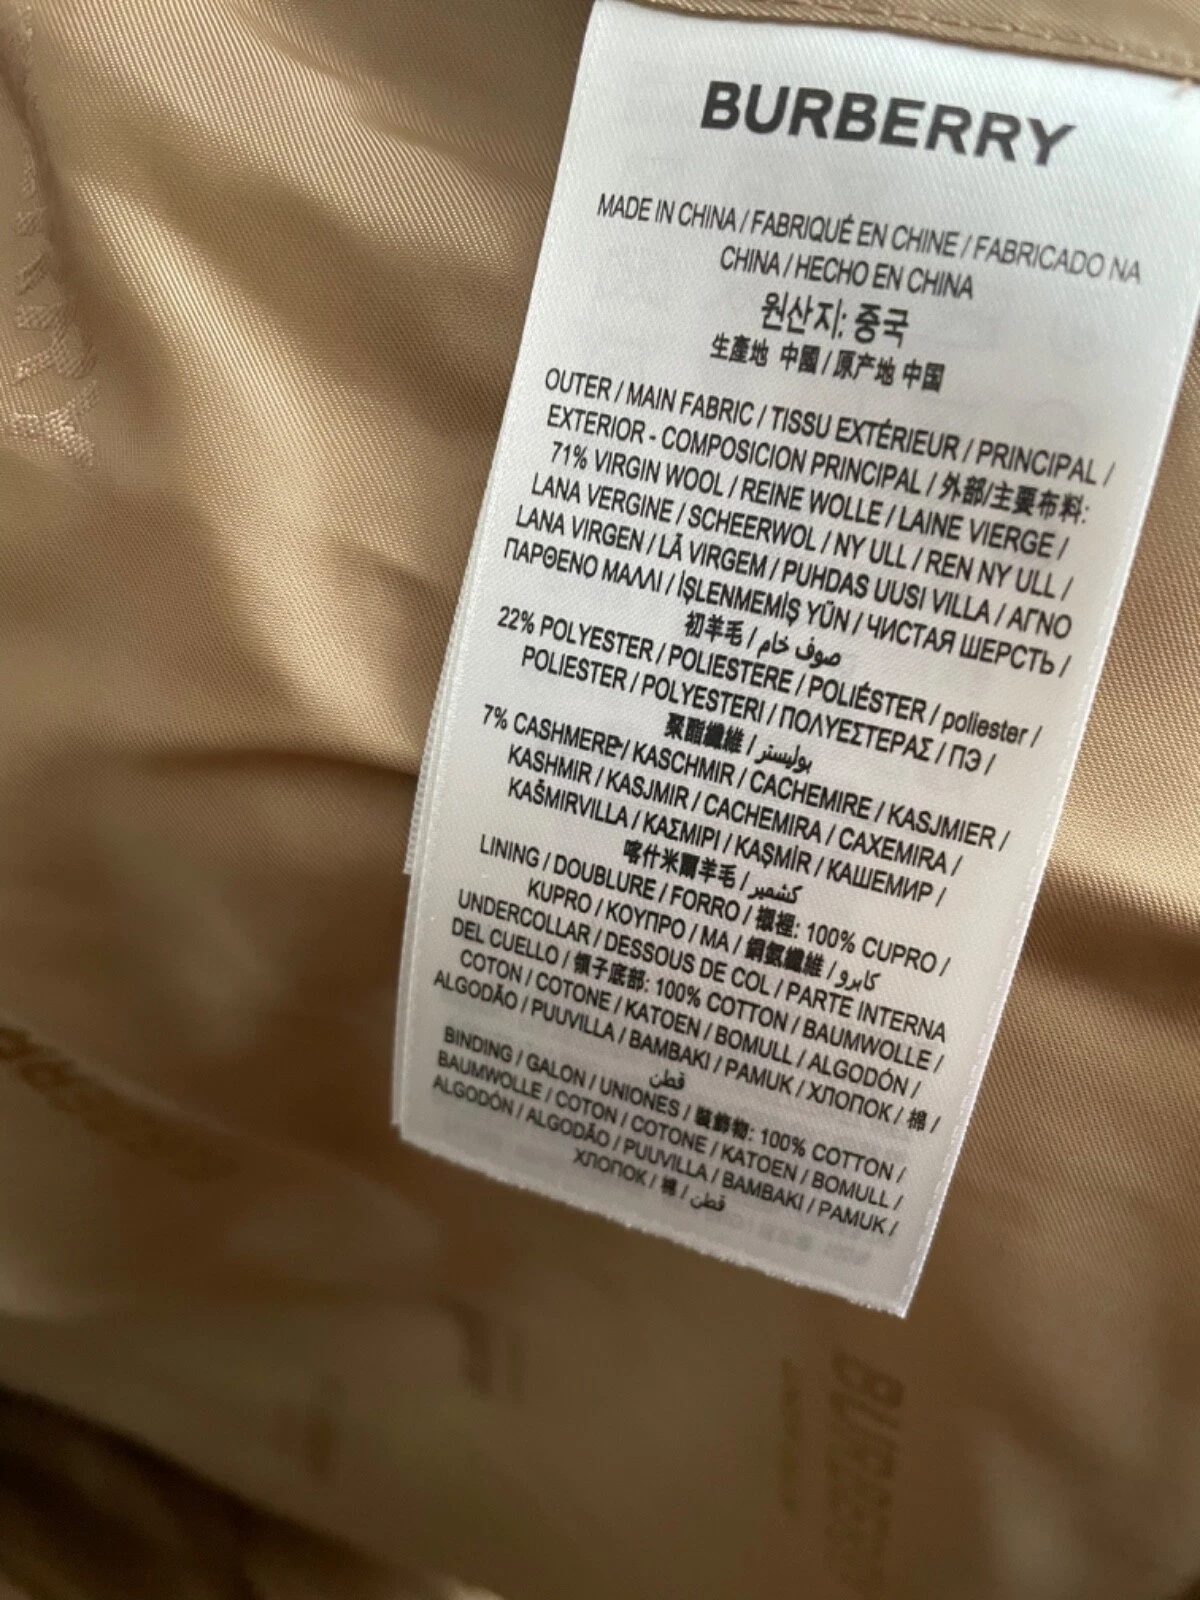 BURBERRY
MADE IN CHINA / FABRIQUÉ EN CHINE / FABRICADO NA
CHINA / HECHO EN CHINA
원산지: 중국
生產地 中國 / 原产地 中国
OUTER / MAIN FABRIC / TISSU EXTÉRIEUR / PRINCIPAL /
EXTERIOR - COMPOSICION PRINCIPAL / 外部/主要布料:
71% VIRGIN WOOL / REINE WOLLE / LAINE VIERGE /
LANA VERGINE / SCHEERWOL / NY ULL / REN NY ULL /
LANA VIRGEN / LÃ VIRGEM / PUHDAS UUSI VILLA / ΑΓΝΟ
ΠΑΡΘΕΝΟ ΜΑΛΛΙ / İŞLENMEMİŞ YÜN / ЧИСТАЯ ШЕРСТЬ /
初羊毛 / صوف خام
22% POLYESTER / POLIESTERE / POLIÉSTER / poliester /
POLIESTER / POLYESTERI / ΠΟΛΥΕΣΤΕΡΑΣ / ПЭ /
聚酯纖維 / بوليستر
7% CASHMERE / KASCHMIR / CACHEMIRE / KASJMIER /
KASHMIR / KASJMIR / CACHEMIRA / CAXEMIRA /
KAŠMIRVILLA / ΚΑΣΜΙΡΙ / KAŞMİR / КАШЕМИР /
喀什米爾羊毛 / كشمير
LINING / DOUBLURE / FORRO / 襯裡: 100% CUPRO /
KUPRO / ΚΟΥΠΡΟ / MA / 銅氨纖維 / كابرو
UNDERCOLLAR / DESSOUS DE COL / PARTE INTERNA
DEL CUELLO / 領子底部: 100% COTTON / BAUMWOLLE /
COTON / COTONE / KATOEN / BOMULL / ALGODÓN /
ALGODÃO / PUUVILLA / ΒΑΜΒΑΚΙ / PAMUK / ХЛОПОК / 棉 /
قطن
BINDING / GALON / UNIONES / 裝飾物: 100% COTTON /
BAUMWOLLE / COTON / COTONE / KATOEN / BOMULL /
ALGODÓN / ALGODÃO / PUUVILLA / ΒΑΜΒΑΚΙ / PAMUK /
ХЛОПОК / 棉 / قطن